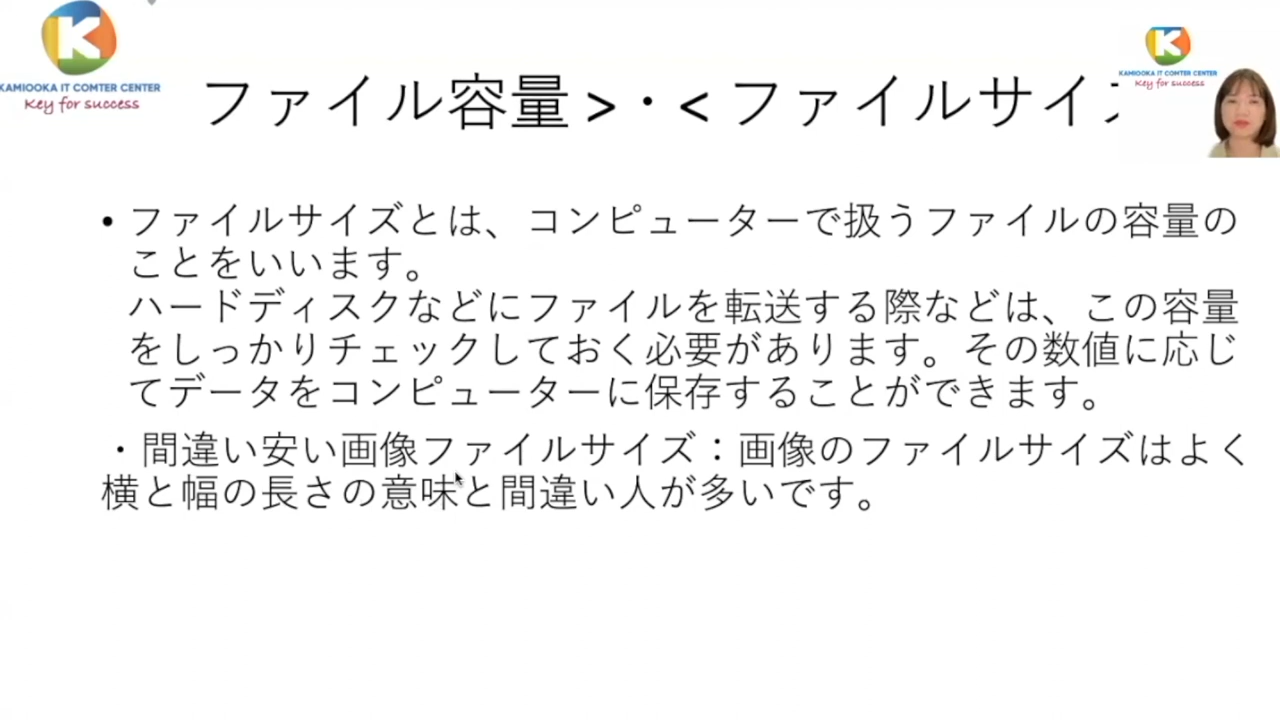 K
KAMIOOKA IT COMTER CENTER
Key for success
K
KAMIOOKA IT COMTER CENTER
Key for success
ファイル容量 > ・ < ファイルサイズ
• ファイルサイズとは、コンピューターで扱うファイルの容量の
ことをいいます。
ハードディスクなどにファイルを転送する際などは、この容量
をしっかりチェックしておく必要があります。その数値に応じ
てデータをコンピューターに保存することができます。
・間違い安い画像ファイルサイズ：画像のファイルサイズはよく
横と幅の長さの意味と間違い人が多いです。